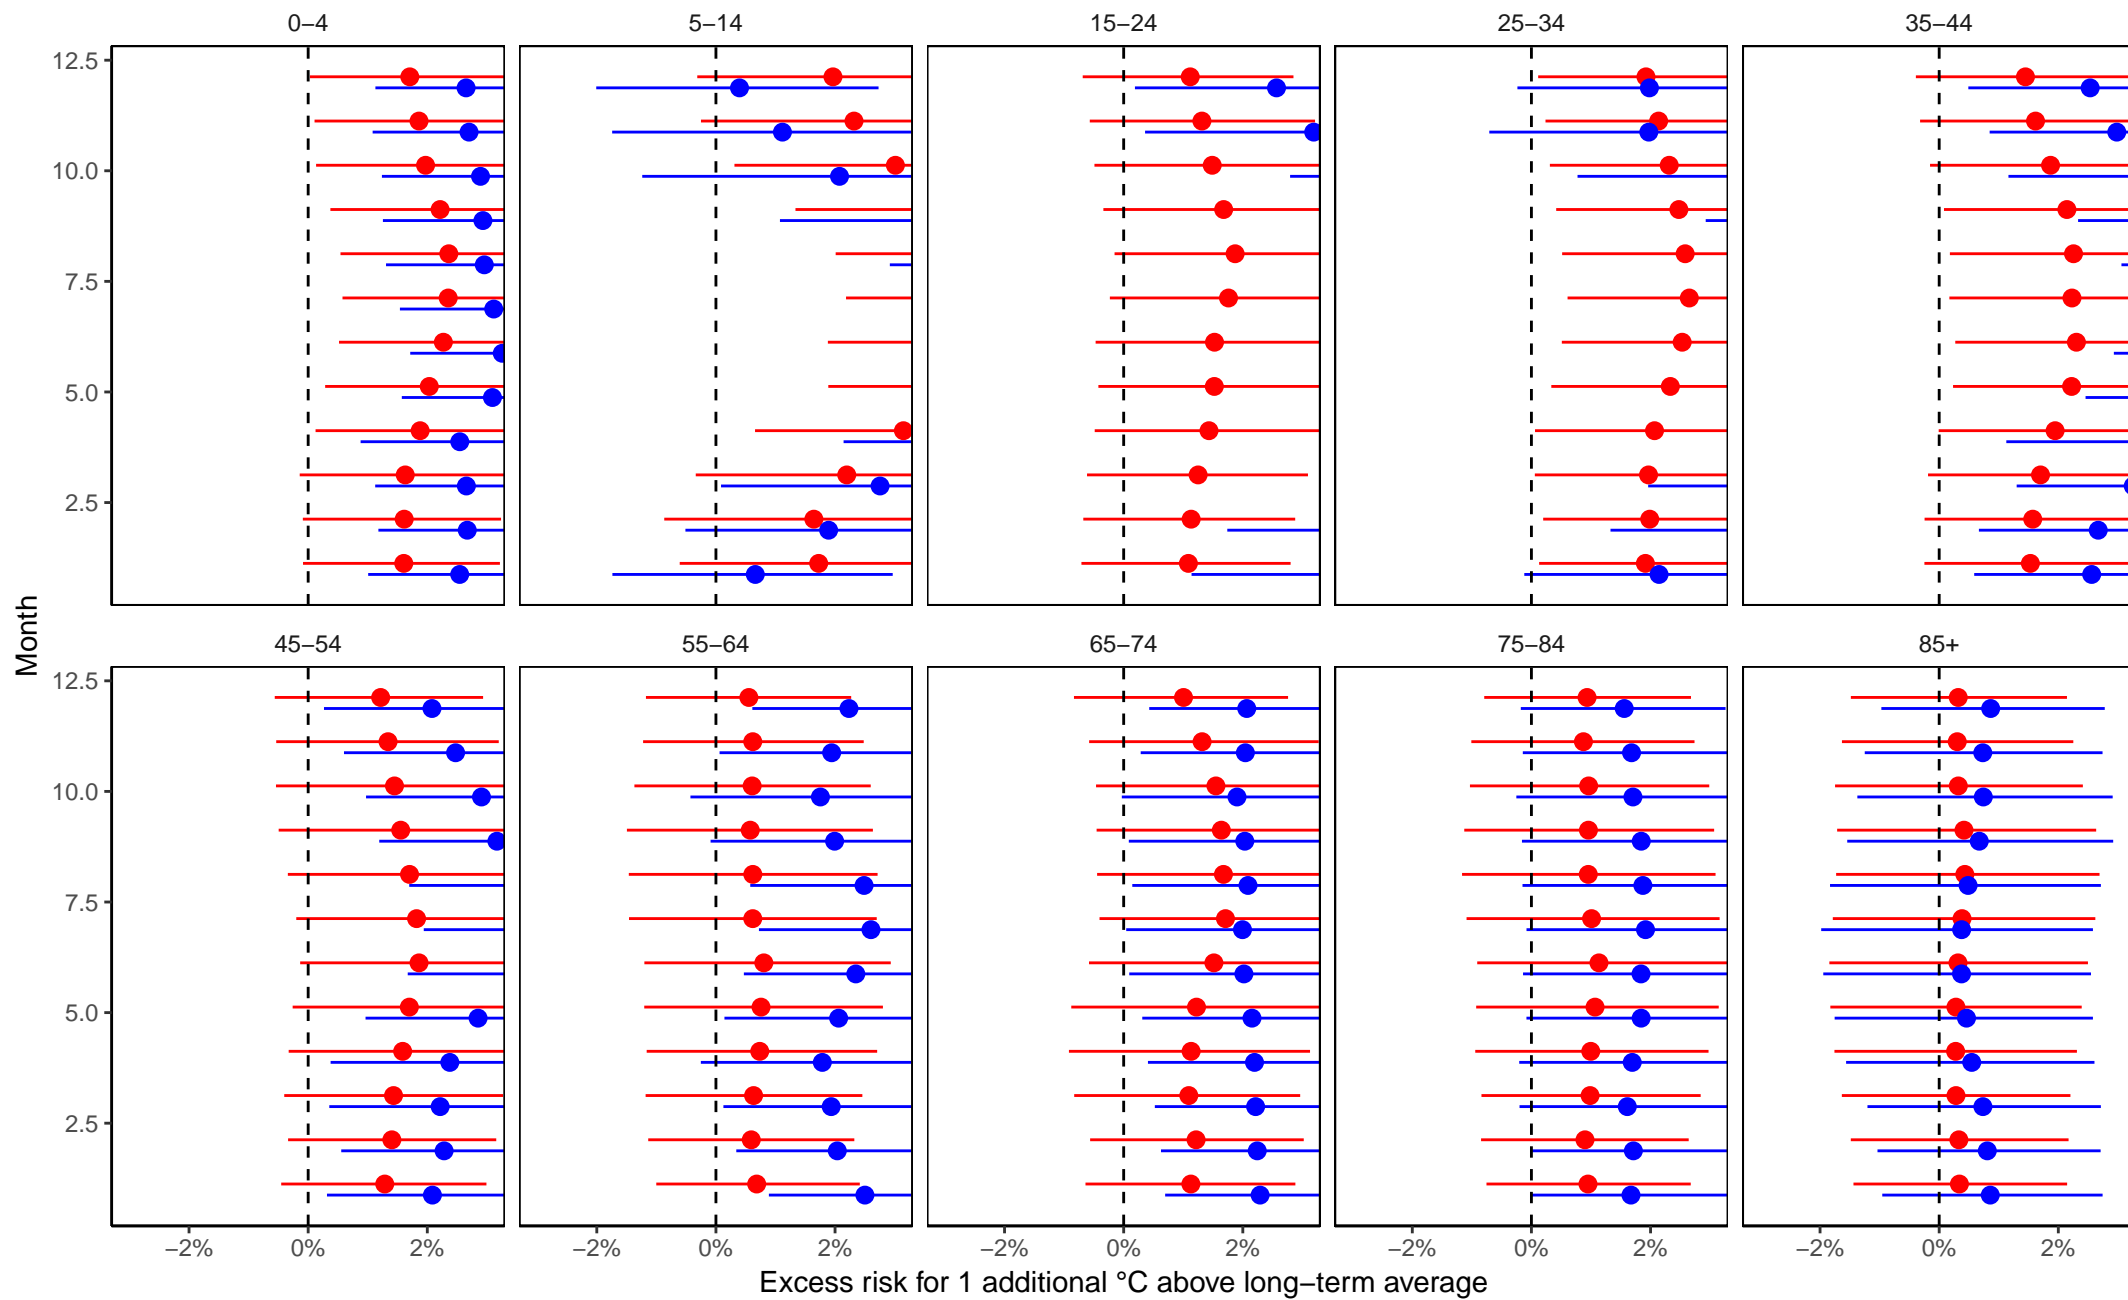 0−4 5−14 15−24 25−34 35−44
12.5
10.0
7.5
5.0
2.5
Month
45−54 55−64 65−74 75−84 85+
12.5
10.0
7.5
5.0
2.5
−2% 0% 2% −2% 0% 2% −2% 0% 2% −2% 0% 2% −2% 0% 2%
Excess risk for 1 additional °C above long−term average